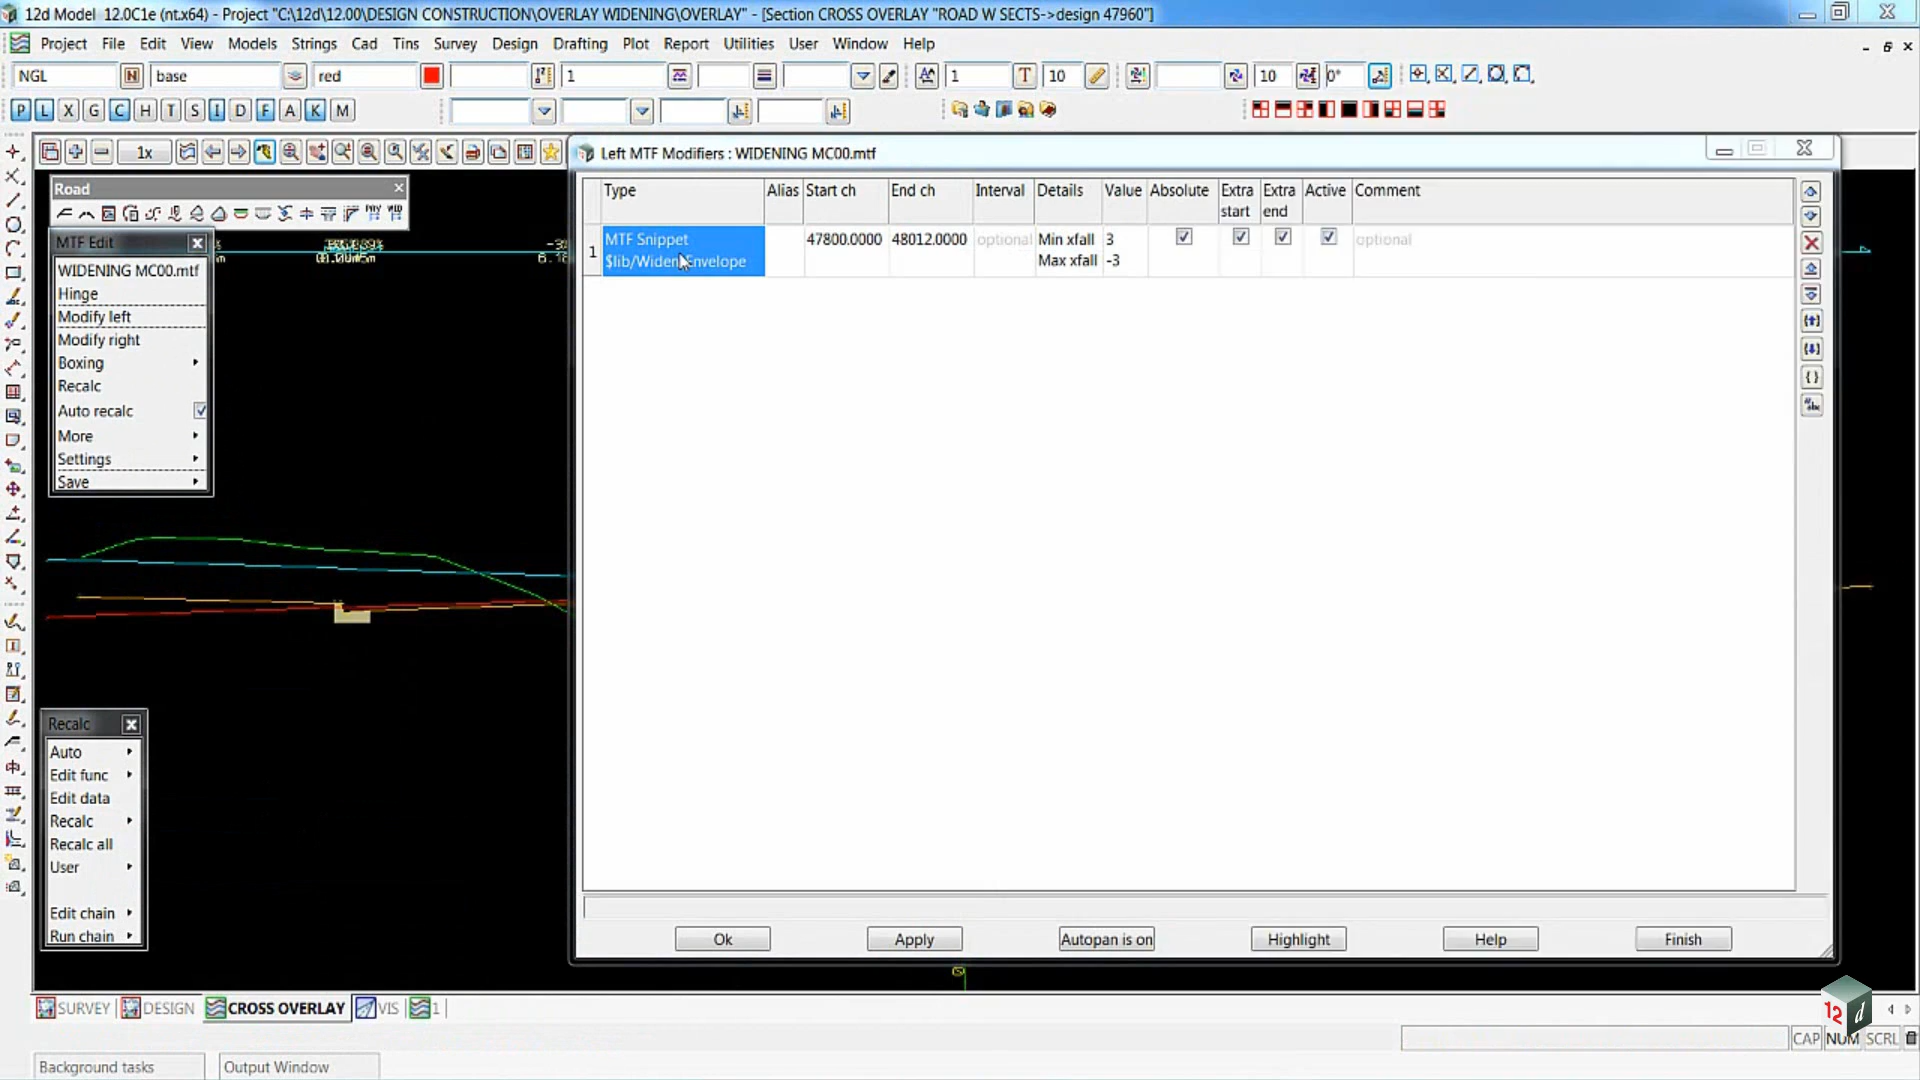 12d Model 12.0C1e (nt.x64) - Project "C:\12d\12.00\DESIGN CONSTRUCTION\OVERLAY WIDENING\OVERLAY" - [Section CROSS OVERLAY "ROAD W SECTS->design 47960"]
Project File Edit View Models Strings Cad Tins Survey Design Drafting Plot Report Utilities User Window Help
NGL N base red 1 1 T 10 10 0°
P L X G C H T S I D F A K M
1x
Left MTF Modifiers : WIDENING MC00.mtf
Road
Type Alias Start ch End ch Interval Details Value Absolute Extra start Extra end Active Comment
1 MTF Snippet 47800.0000 48012.0000 optional Min xfall 3 optional
$lib/Widen Envelope Max xfall -3
MTF Edit
WIDENING MC00.mtf
Hinge
Modify left
Modify right
Boxing
Recalc
Auto recalc
More
Settings
Save
Recalc
Auto
Edit func
Edit data
Recalc
Recalc all
User
Edit chain
Run chain
Ok Apply Autopan is on Highlight Help Finish
SURVEY DESIGN CROSS OVERLAY VIS 1
12 d
CAP NUM SCRL
Background tasks Output Window